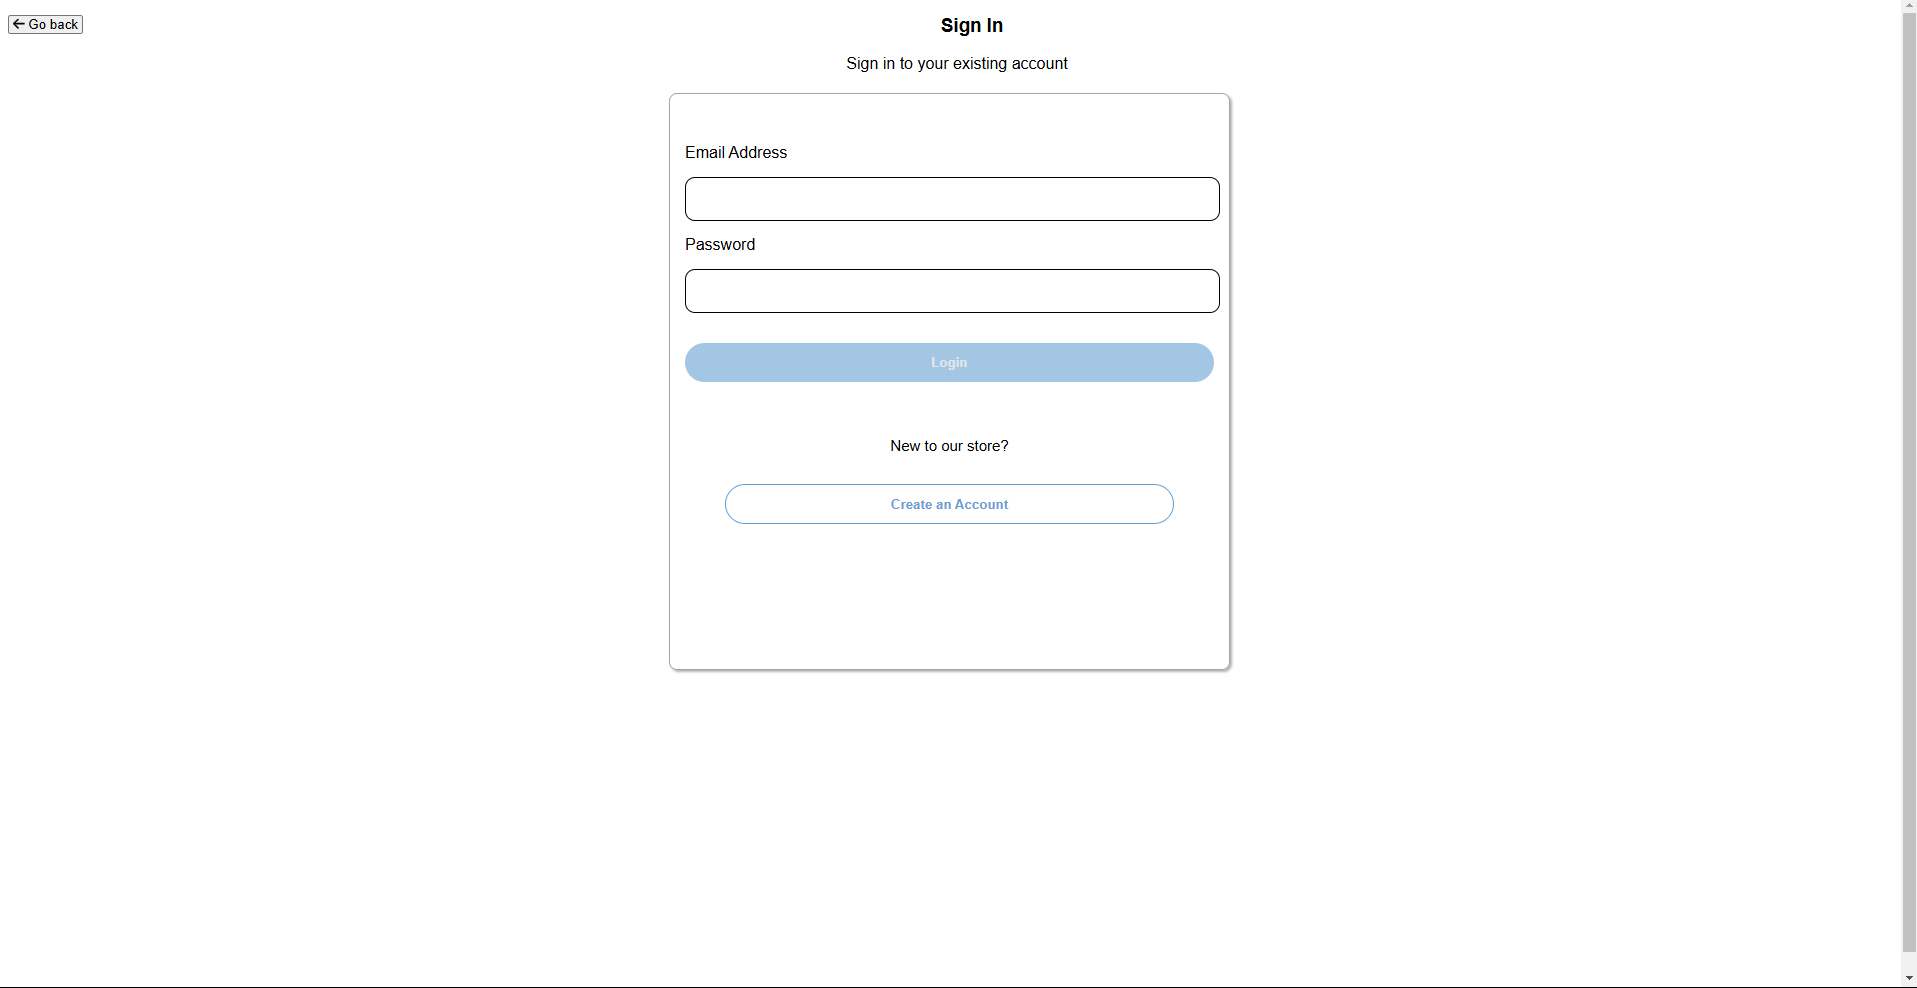 Go back
Sign In
Sign in to your existing account
Email Address
Password
Login
New to our store?
Create an Account